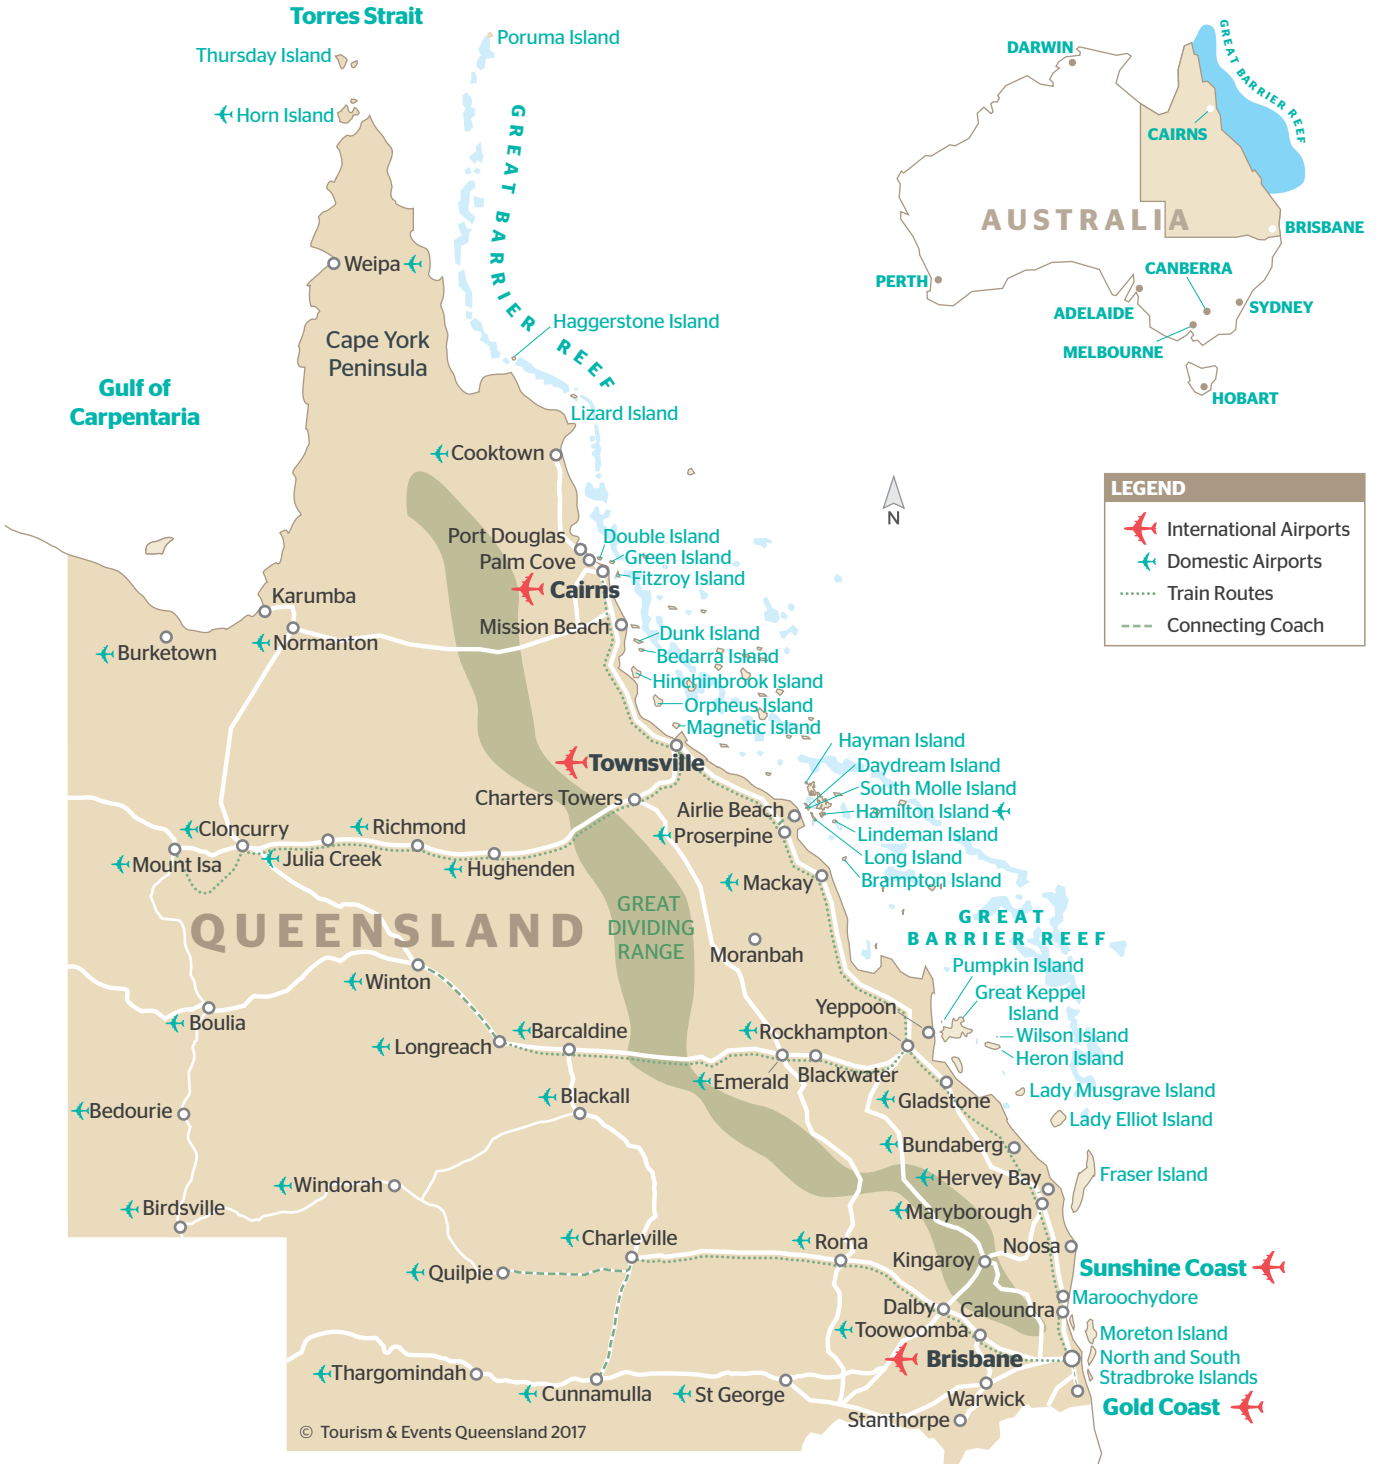 Torres Strait
Thursday Island
Poruma Island
Horn Island
GREAT BARRIER REEF
Weipa
Haggerstone Island
Cape York
Peninsula
Gulf of
Carpentaria
Lizard Island
Cooktown
Port Douglas
Double Island
Palm Cove
Green Island
Fitzroy Island
Cairns
Karumba
Mission Beach
Normanton
Burketown
Dunk Island
Bedarra Island
Hinchinbrook Island
Orpheus Island
Magnetic Island
Townsville
Hayman Island
Daydream Island
Charters Towers
South Molle Island
Airlie Beach
Hamilton Island
Cloncurry
Richmond
Proserpine
Lindeman Island
Mount Isa
Julia Creek
Hughenden
Long Island
Mackay
Brampton Island
QUEENSLAND
GREAT
DIVIDING
RANGE
GREAT
BARRIER REEF
Moranbah
Pumpkin Island
Winton
Great Keppel
Island
Yeppoon
Boulia
Barcaldine
Rockhampton
Wilson Island
Longreach
Heron Island
Emerald
Blackwater
Blackall
Gladstone
Lady Musgrave Island
Bedourie
Lady Elliot Island
Bundaberg
Hervey Bay
Fraser Island
Windorah
Birdsville
Maryborough
Charleville
Roma
Noosa
Kingaroy
Sunshine Coast
Quilpie
Maroochydore
Dalby
Caloundra
Toowoomba
Moreton Island
Brisbane
North and South
Stradbroke Islands
Thargomindah
Cunnamulla
St George
Warwick
Gold Coast
Stanthorpe
© Tourism & Events Queensland 2017
DARWIN
GREAT BARRIER REEF
CAIRNS
AUSTRALIA
BRISBANE
CANBERRA
PERTH
ADELAIDE
SYDNEY
MELBOURNE
HOBART
N
LEGEND
International Airports
Domestic Airports
Train Routes
Connecting Coach